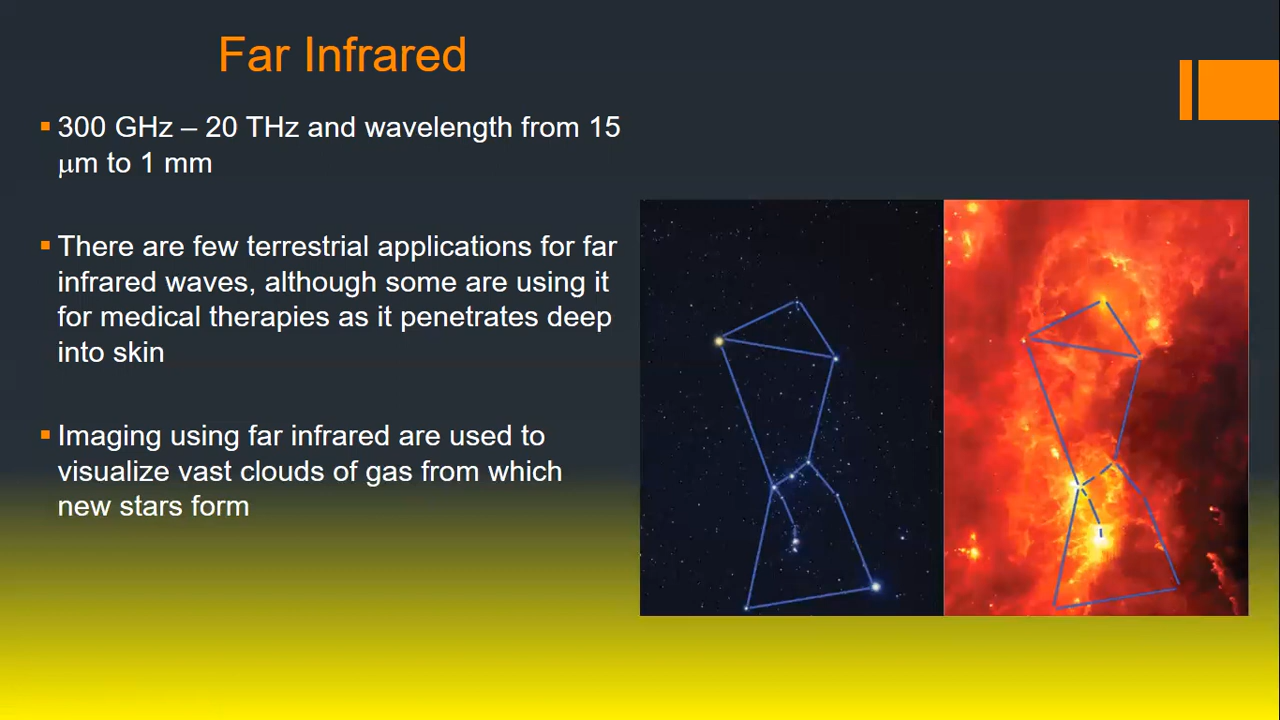 Far Infrared
300 GHz – 20 THz and wavelength from 15
μm to 1 mm
There are few terrestrial applications for far
infrared waves, although some are using it
for medical therapies as it penetrates deep
into skin
Imaging using far infrared are used to
visualize vast clouds of gas from which
new stars form